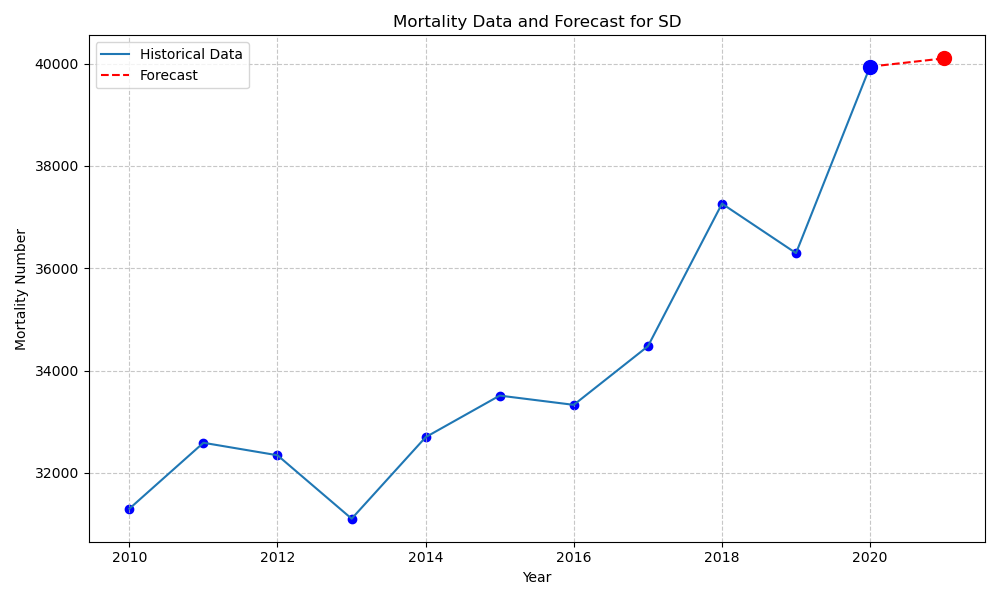 Mortality Data and Forecast for SD
Historical Data
Forecast
Mortality Number
40000
38000
36000
34000
32000
2010
2012
2014
2016
2018
2020
Year